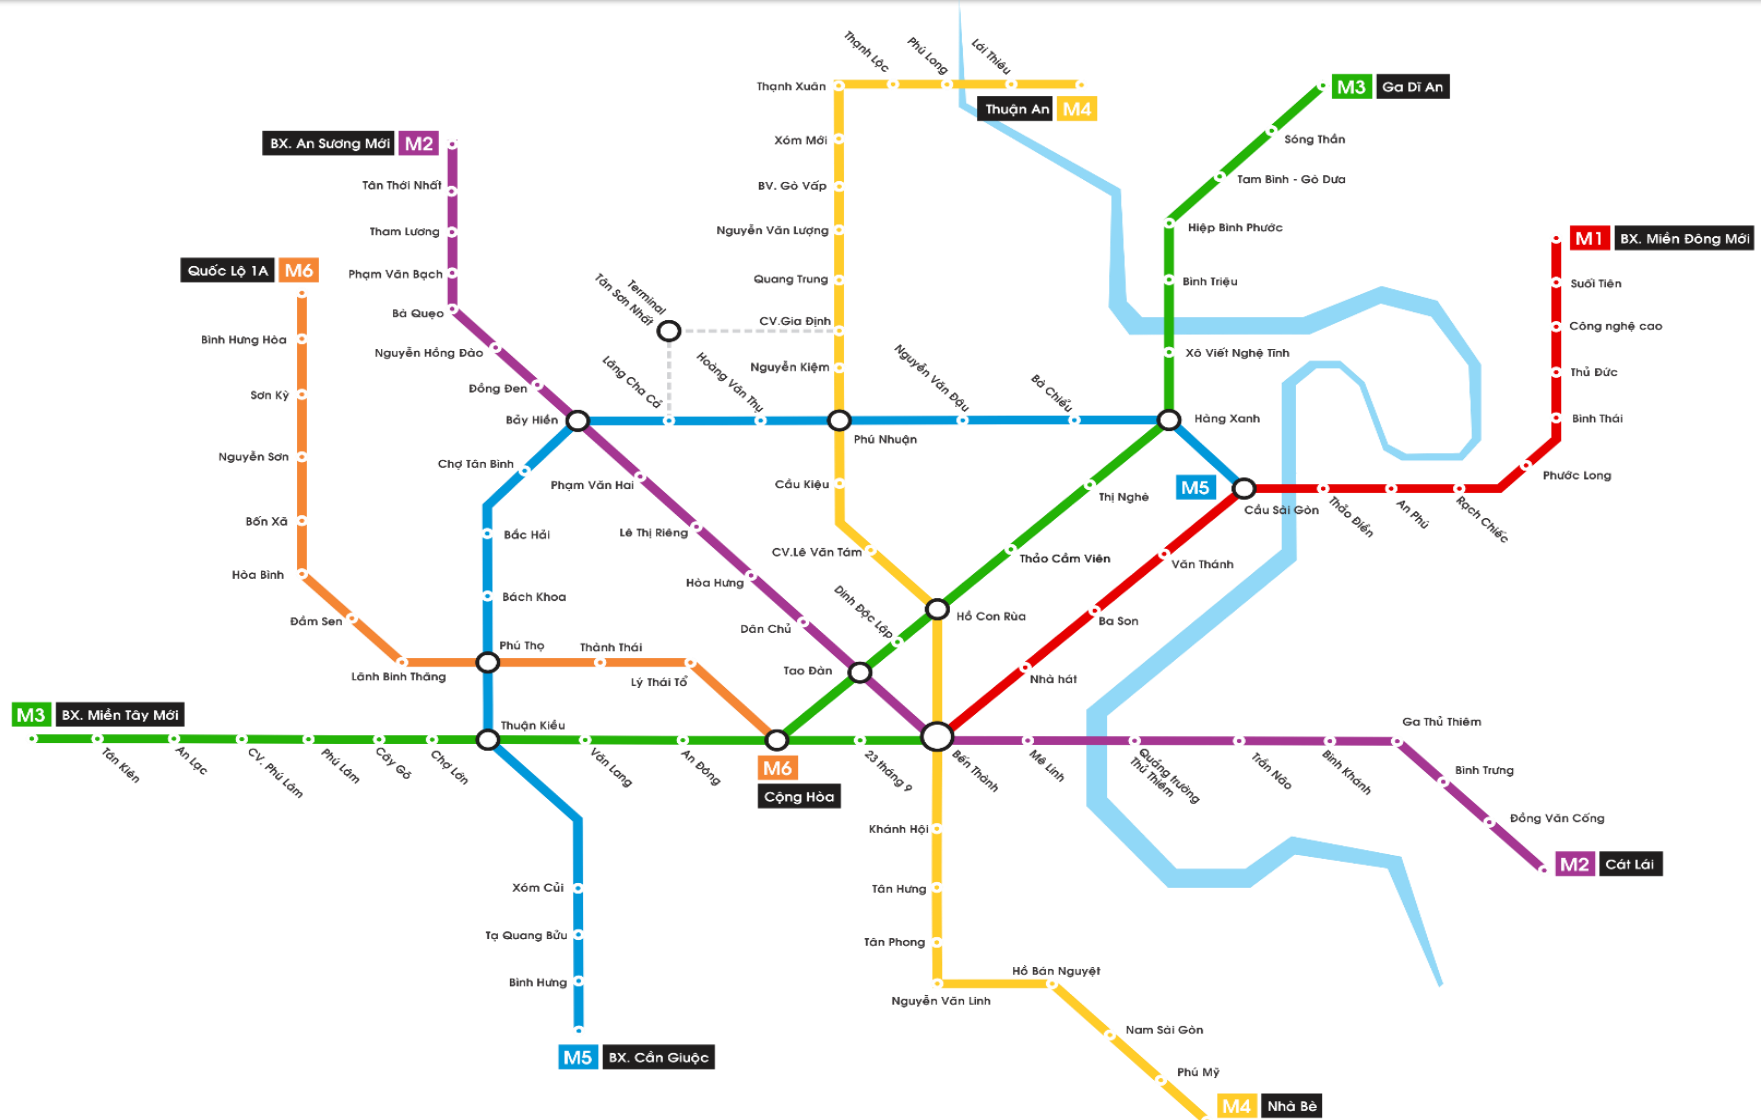 Thạnh Lộc
Phú Long
Lái Thiêu
Thạnh Xuân
Thuận An M4
M3 Ga Dĩ An
Xóm Mới
Sóng Thần
BX. An Sương Mới M2
BV. Gò Vấp
Tam Bình - Gò Dưa
Tân Thới Nhất
Nguyễn Văn Lượng
Hiệp Bình Phước
Tham Lương
M1 BX. Miền Đông Mới
Quốc Lộ 1A M6
Phạm Văn Bạch
Quang Trung
Bình Triệu
Suối Tiên
Terminal
Tân Sơn Nhất
Bà Quẹo
CV.Gia Định
Công nghệ cao
Bình Hưng Hòa
Nguyễn Hồng Đào
Xô Viết Nghệ Tĩnh
Nguyễn Kiệm
Thủ Đức
Lăng Cha Cả
Hoàng Văn Thụ
Nguyễn Văn Đậu
Bà Chiểu
Sơn Kỳ
Đồng Đen
Bảy Hiền
Phú Nhuận
Hàng Xanh
Bình Thái
Nguyễn Sơn
Chợ Tân Bình
Phạm Văn Hai
Cầu Kiệu
Thị Nghè
M5
Phước Long
Cầu Sài Gòn
Thảo Điền
An Phú
Rạch Chiếc
Bốn Xã
Bắc Hải
Lê Thị Riêng
CV.Lê Văn Tám
Thảo Cầm Viên
Văn Thánh
Hòa Bình
Bách Khoa
Hòa Hưng
Dinh Độc Lập
Hồ Con Rùa
Ba Son
Đầm Sen
Dân Chủ
Phú Thọ
Thành Thái
Tao Đàn
Nhà hát
Lãnh Binh Thăng
Lý Thái Tổ
M3 BX. Miền Tây Mới
Thuận Kiều
Ga Thủ Thiêm
Tân Kiên
An Lạc
CV. Phú Lâm
Phú Lâm
Cây Gõ
Chợ Lớn
Văn Lang
An Đông
M6
Cộng Hòa
23 tháng 9
Bến Thành
Mê Linh
Quảng trường
Thủ Thiêm
Trần Não
Bình Khánh
Bình Trưng
Đồng Văn Cống
Khánh Hội
M2 Cát Lái
Xóm Củi
Tân Hưng
Tạ Quang Bửu
Tân Phong
Bình Hưng
Hồ Bán Nguyệt
Nguyễn Văn Linh
Nam Sài Gòn
M5 BX. Cần Giuộc
Phú Mỹ
M4 Nhà Bè